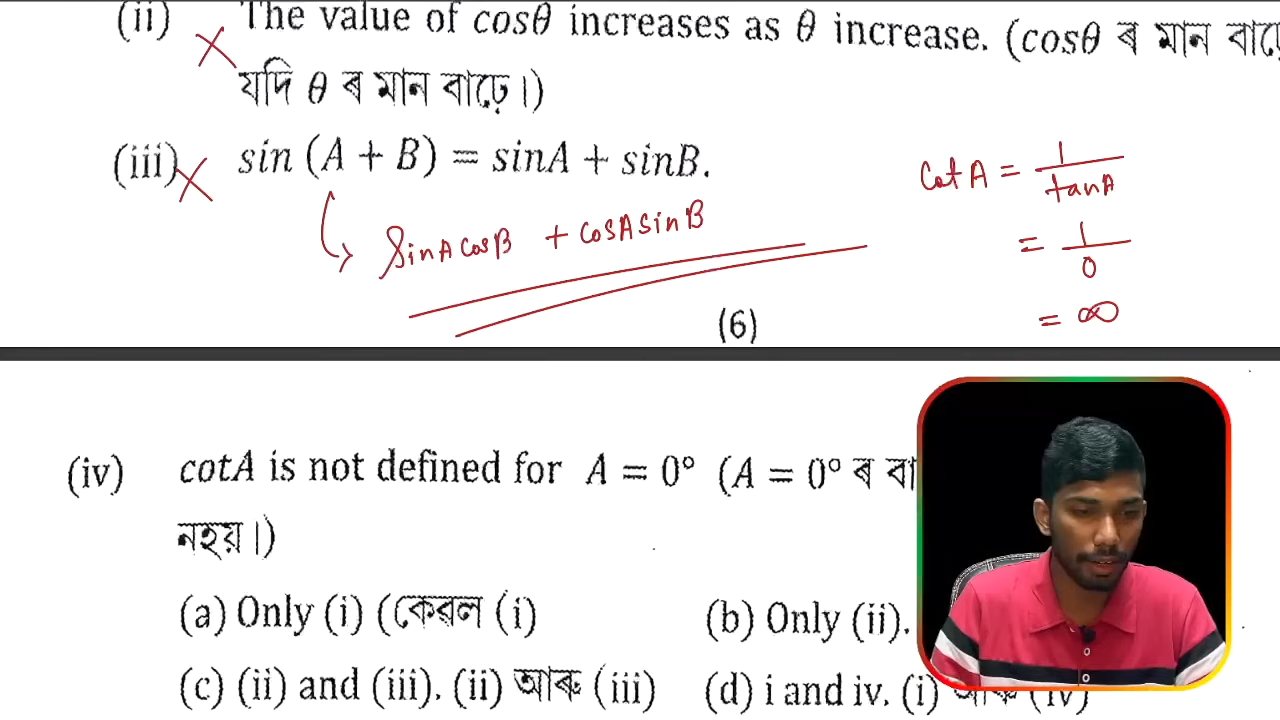 (ii) The value of cosθ increases as θ increase. (cosθ ৰ মান বাঢ়ে
যদি θ ৰ মান বাঢ়ে।)
(iii) sin (A + B) = sinA + sinB.
SinA CosB + CosA SinB
Cot A = 1/tanA
= 1/0
= ∞
(6)
(iv) cotA is not defined for A = 0° (A = 0° ৰ বা
নহয়।)
(a) Only (i) (কেৱল (i)
(b) Only (ii).
(c) (ii) and (iii). (ii) আৰু (iii)
(d) i and iv. (i) আৰু (iv)